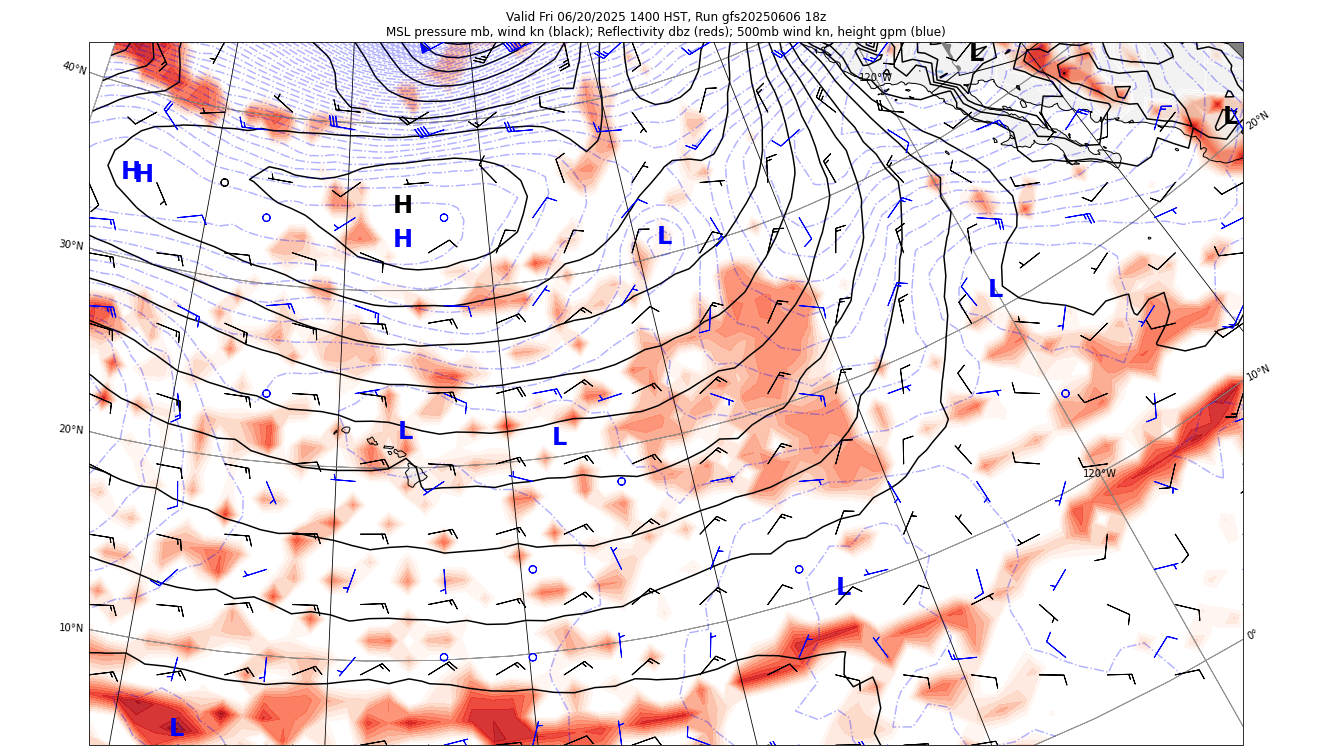 Valid Fri 06/20/2025 1400 HST, Run gfs20250606 18z
MSL pressure mb, wind kn (black); Reflectivity dbz (reds); 500mb wind kn, height gpm (blue)
L
40°N
120°W
L
20°N
H H
H
30°N
H
L
L
10°N
20°N
L
L
120°W
L
10°N
0°
L